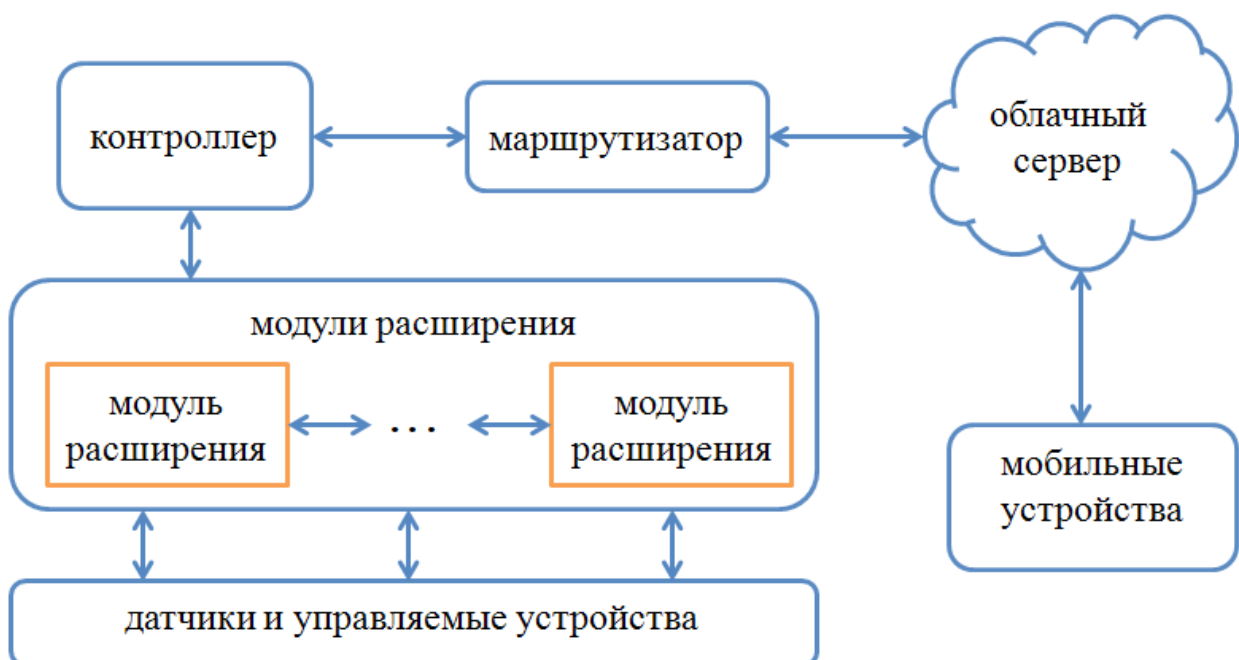 контроллер
маршрутизатор
облачный
сервер
модули расширения
модуль
расширения
...
модуль
расширения
мобильные
устройства
датчики и управляемые устройства